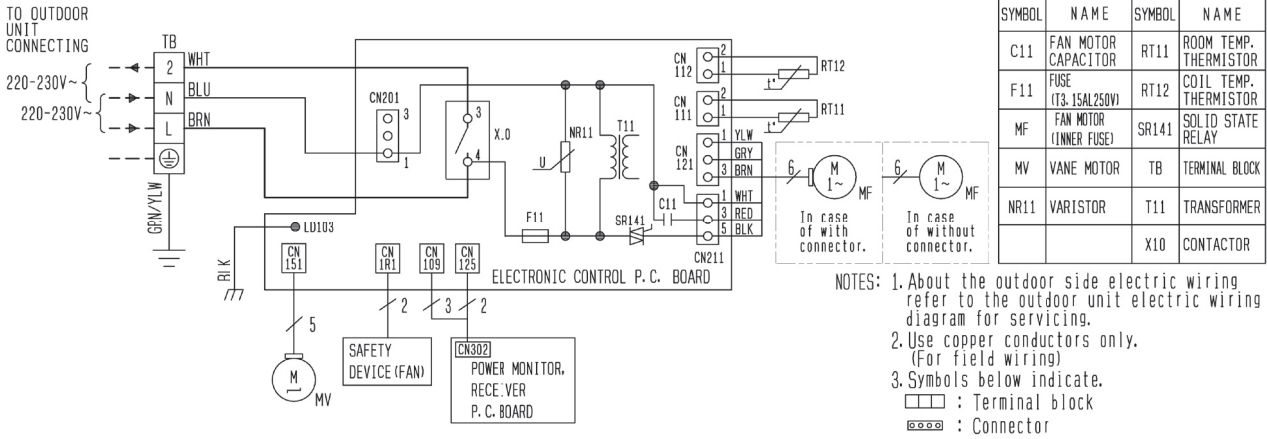 TO OUTDOOR
UNIT
CONNECTING
220-230V~
220-230V~
TB
2
N
L
WHT
BLU
BRN
GRN/YLW
BLK
LD103
CN201
3
1
3
4
X10
NR11
U
T11
F11
SR141
C11
CN
112
2
1
t°
RT12
CN
111
2
1
t°
RT11
CN
121
1 YLW
GRY
3 BRN
1 WHT
3 RED
5 BLK
CN211
6
M
1~
MF
In case
of with
connector.
6
M
1~
MF
In case
of without
connector.
ELECTRONIC CONTROL P.C. BOARD
CN
151
CN
1R1
CN
109
CN
125
5
2
3
2
M
MV
SAFETY
DEVICE(FAN)
CN302
POWER MONITOR,
RECEIVER
P.C. BOARD
SYMBOL NAME SYMBOL NAME
C11 FAN MOTOR CAPACITOR RT11 ROOM TEMP. THERMISTOR
F11 FUSE (T3.15AL250V) RT12 COIL TEMP. THERMISTOR
MF FAN MOTOR (INNER FUSE) SR141 SOLID STATE RELAY
MV VANE MOTOR TB TERMINAL BLOCK
NR11 VARISTOR T11 TRANSFORMER
X10 CONTACTOR
NOTES: 1. About the outdoor side electric wiring
refer to the outdoor unit electric wiring
diagram for servicing.
2. Use copper conductors only.
(For field wiring)
3. Symbols below indicate.
: Terminal block
: Connector